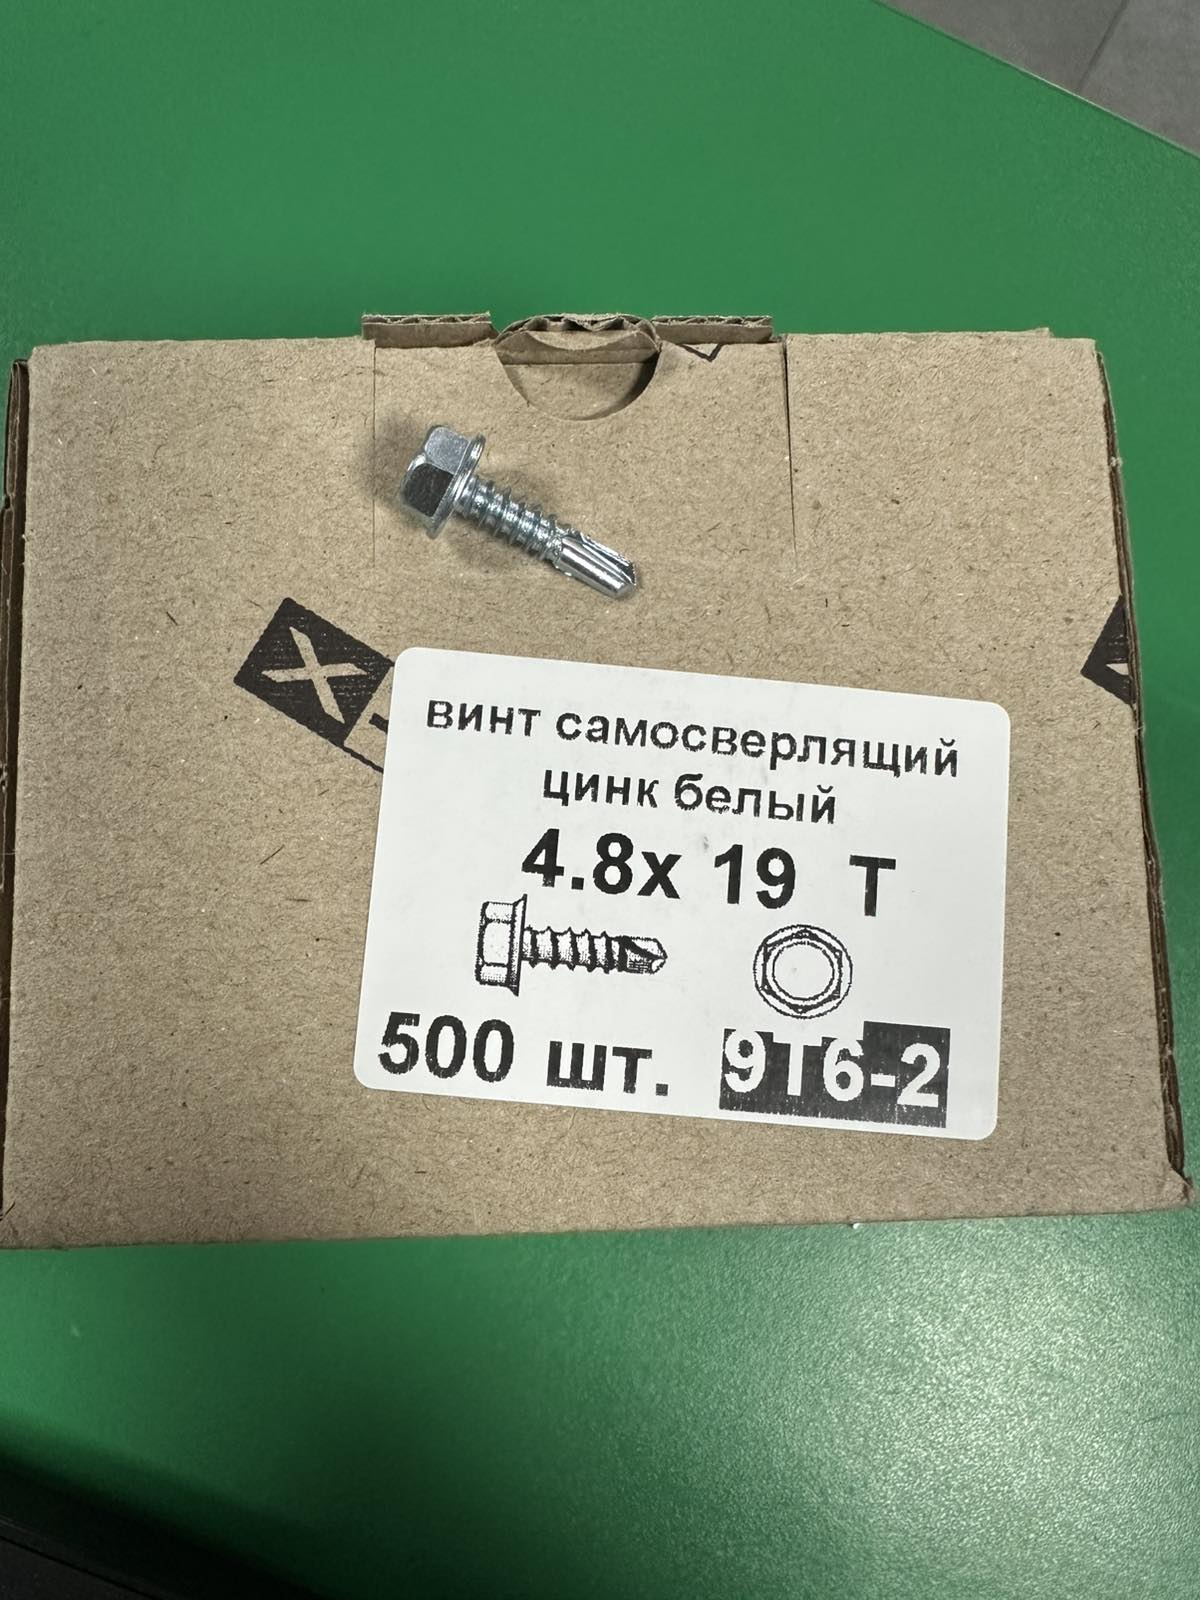 винт самосверлящий
цинк белый
4.8x 19 T
500 шт. 9T6-2